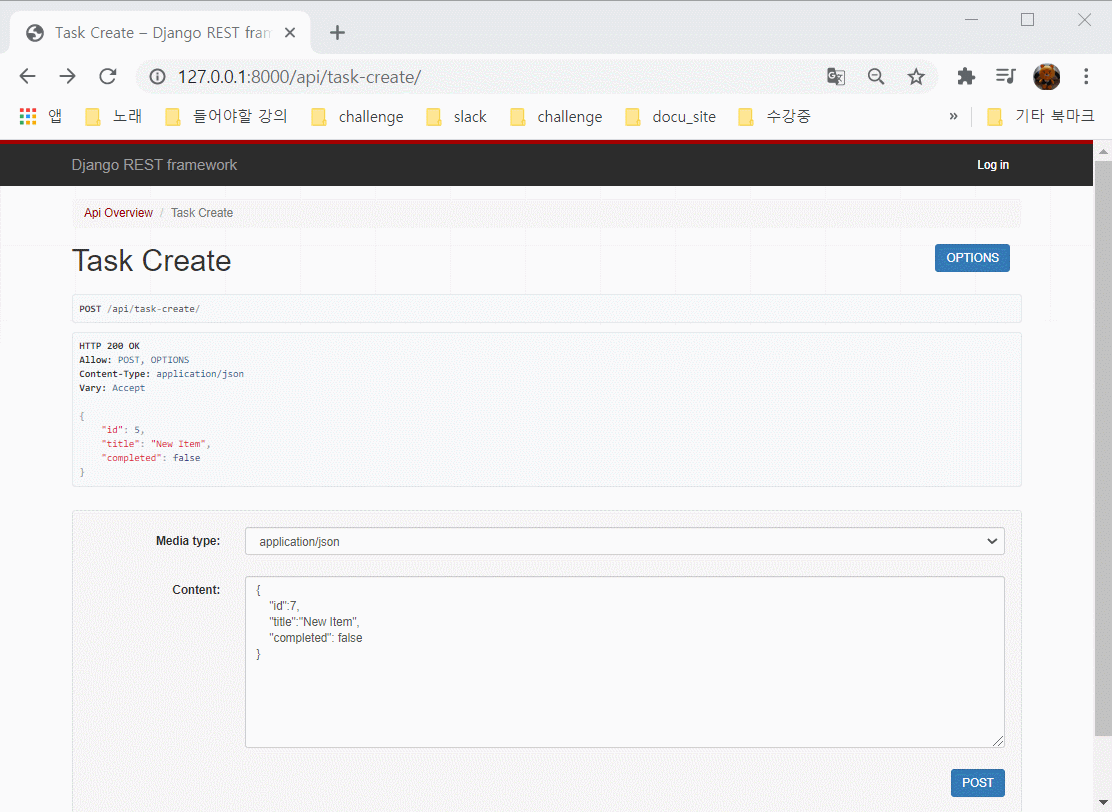 Task Create – Django REST fram
127.0.0.1:8000/api/task-create/
앱 노래 들어야할 강의 challenge slack challenge docu_site 수강중 » 기타 북마크
Django REST framework Log in
Api Overview / Task Create
Task Create OPTIONS
POST /api/task-create/
HTTP 200 OK
Allow: POST, OPTIONS
Content-Type: application/json
Vary: Accept
{
"id": 5,
"title": "New Item",
"completed": false
}
Media type: application/json
Content: {
"id":7,
"title":"New Item",
"completed": false
}
POST